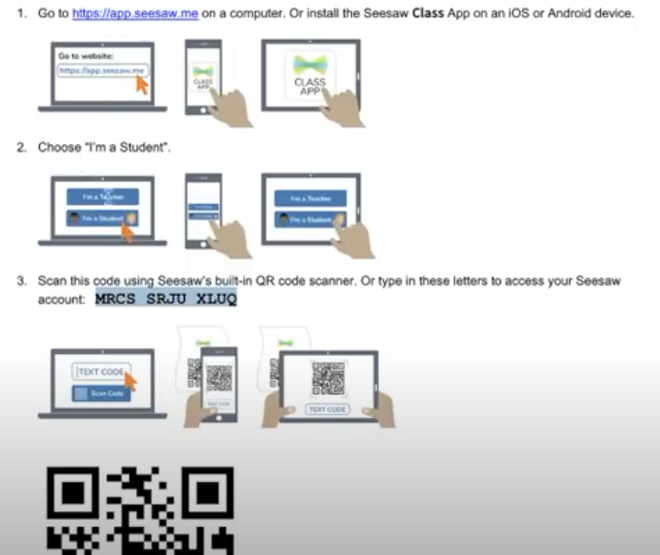 1. Go to https://app.seesaw.me on a computer. Or install the Seesaw Class App on an iOS or Android device.
Go to website:
https://app.seesaw.me
CLASS
APP
CLASS
APP
2. Choose "I'm a Student".
I'm a Teacher
I'm a Student
I'm a Teacher
I'm a Student
3. Scan this code using Seesaw's built-in QR code scanner. Or type in these letters to access your Seesaw
account: MRCS SRJU XLUQ
TEXT CODE
Scan Code
TEXT CODE